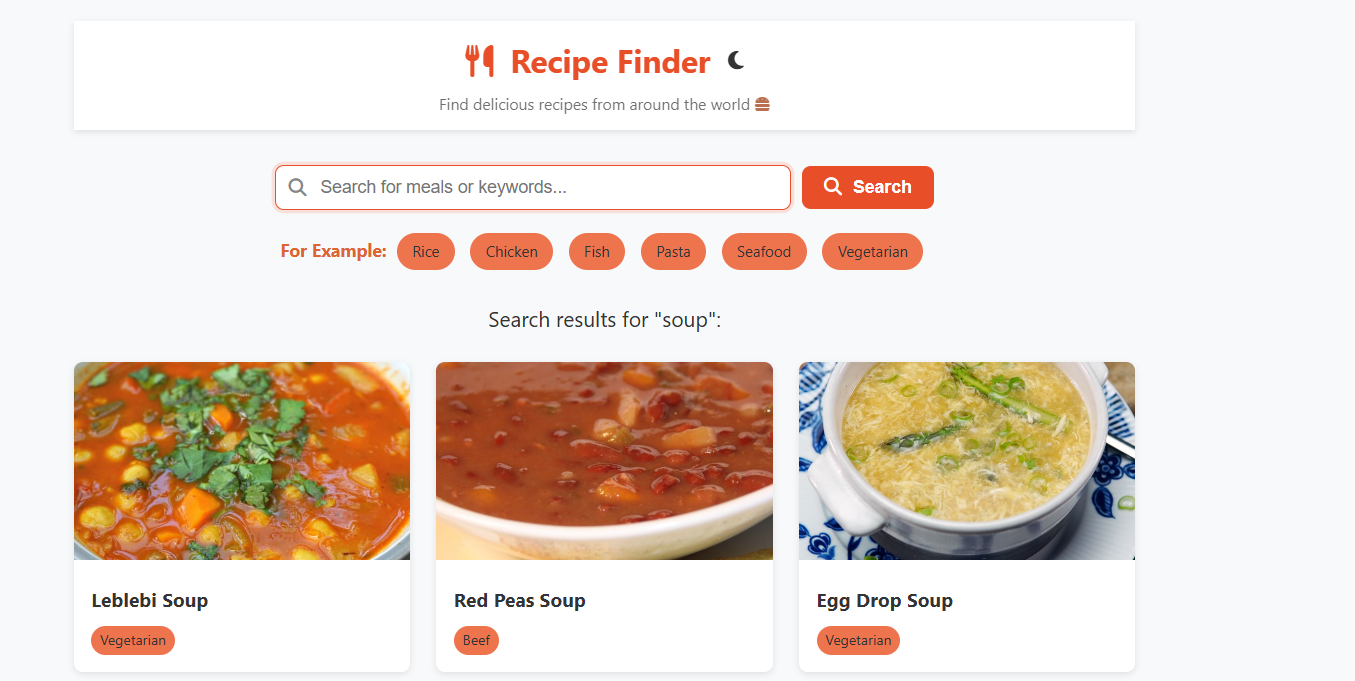 Recipe Finder
Find delicious recipes from around the world
Search for meals or keywords...
Search
For Example: Rice Chicken Fish Pasta Seafood Vegetarian
Search results for "soup":
Leblebi Soup
Vegetarian
Red Peas Soup
Beef
Egg Drop Soup
Vegetarian